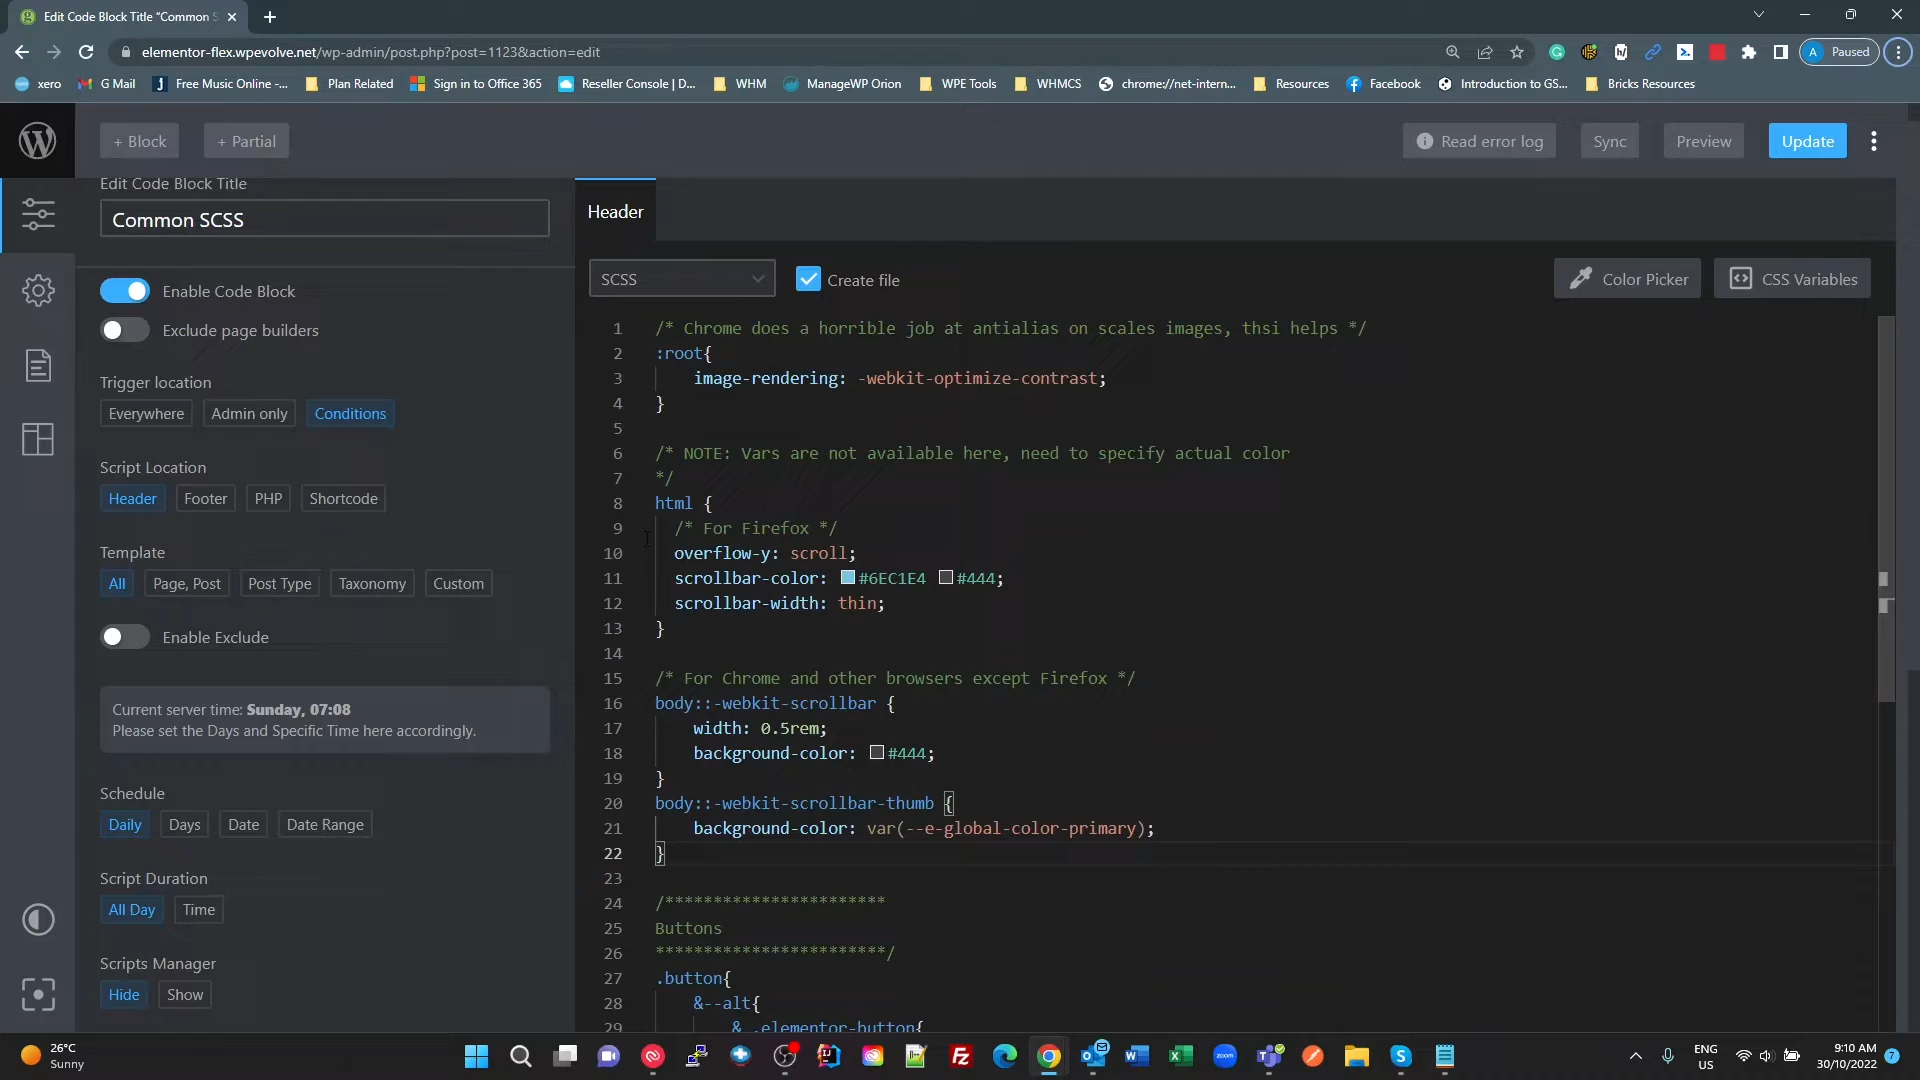 Edit Code Block Title "Common S
elementor-flex.wpevolve.net/wp-admin/post.php?post=1123&action=edit
A Paused
xero
G Mail
Free Music Online -...
Plan Related
Sign in to Office 365
Reseller Console | D...
WHM
ManageWP Orion
WPE Tools
WHMCS
chrome://net-intern...
Resources
Facebook
Introduction to GS...
Bricks Resources
+ Block
+ Partial
Read error log
Sync
Preview
Update
Edit Code Block Title
Common SCSS
Enable Code Block
Exclude page builders
Trigger location
Everywhere Admin only Conditions
Script Location
Header Footer PHP Shortcode
Template
All Page, Post Post Type Taxonomy Custom
Enable Exclude
Current server time: Sunday, 07:08
Please set the Days and Specific Time here accordingly.
Schedule
Daily Days Date Date Range
Script Duration
All Day Time
Scripts Manager
Hide Show
Header
SCSS
Create file
Color Picker
CSS Variables
1 /* Chrome does a horrible job at antialias on scales images, thsi helps */
2 :root{
3 image-rendering: -webkit-optimize-contrast;
4 }
5
6 /* NOTE: Vars are not available here, need to specify actual color
7 */
8 html {
9 /* For Firefox */
10 overflow-y: scroll;
11 scrollbar-color: #6EC1E4 #444;
12 scrollbar-width: thin;
13 }
14
15 /* For Chrome and other browsers except Firefox */
16 body::-webkit-scrollbar {
17 width: 0.5rem;
18 background-color: #444;
19 }
20 body::-webkit-scrollbar-thumb {
21 background-color: var(--e-global-color-primary);
22 }
23
24 /***********************
25 Buttons
26 ************************/
27 .button{
28 &--alt{
29 & .elementor-button{
26°C
Sunny
zoom
ENG
US
9:10 AM
30/10/2022
7